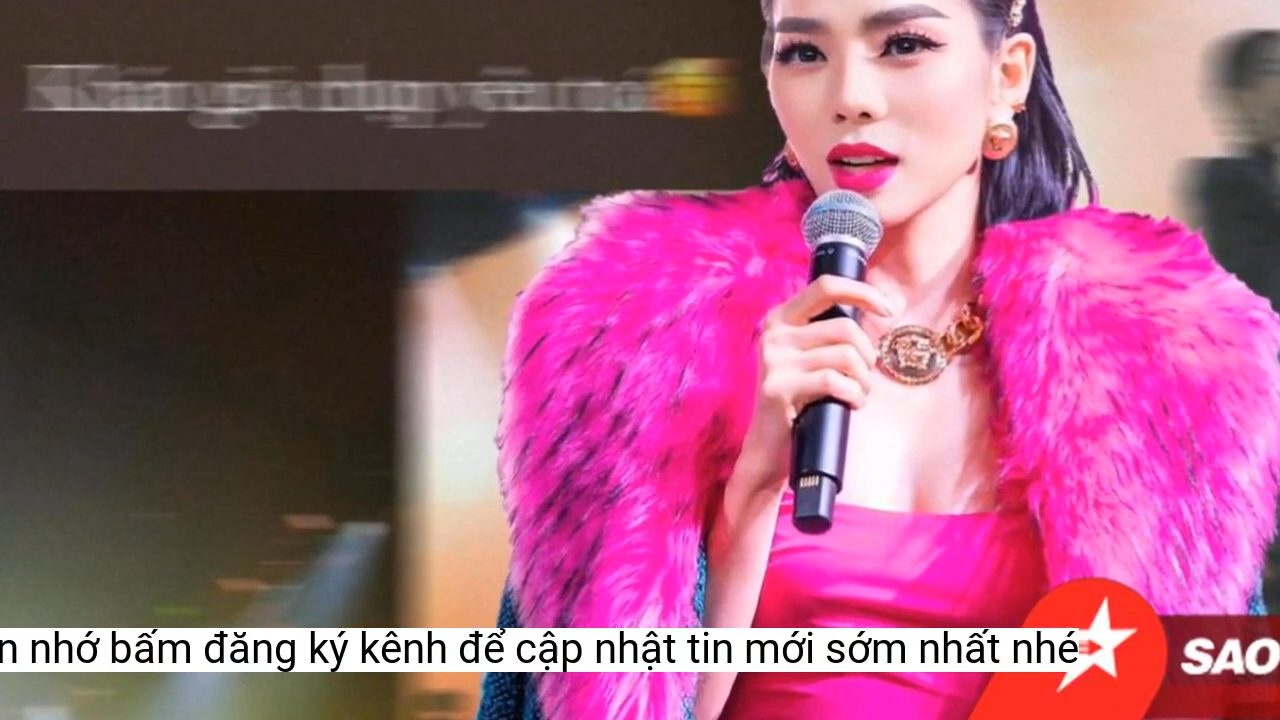 n nhớ bấm đăng ký kênh để cập nhật tin mới sớm nhất nhé
SAO